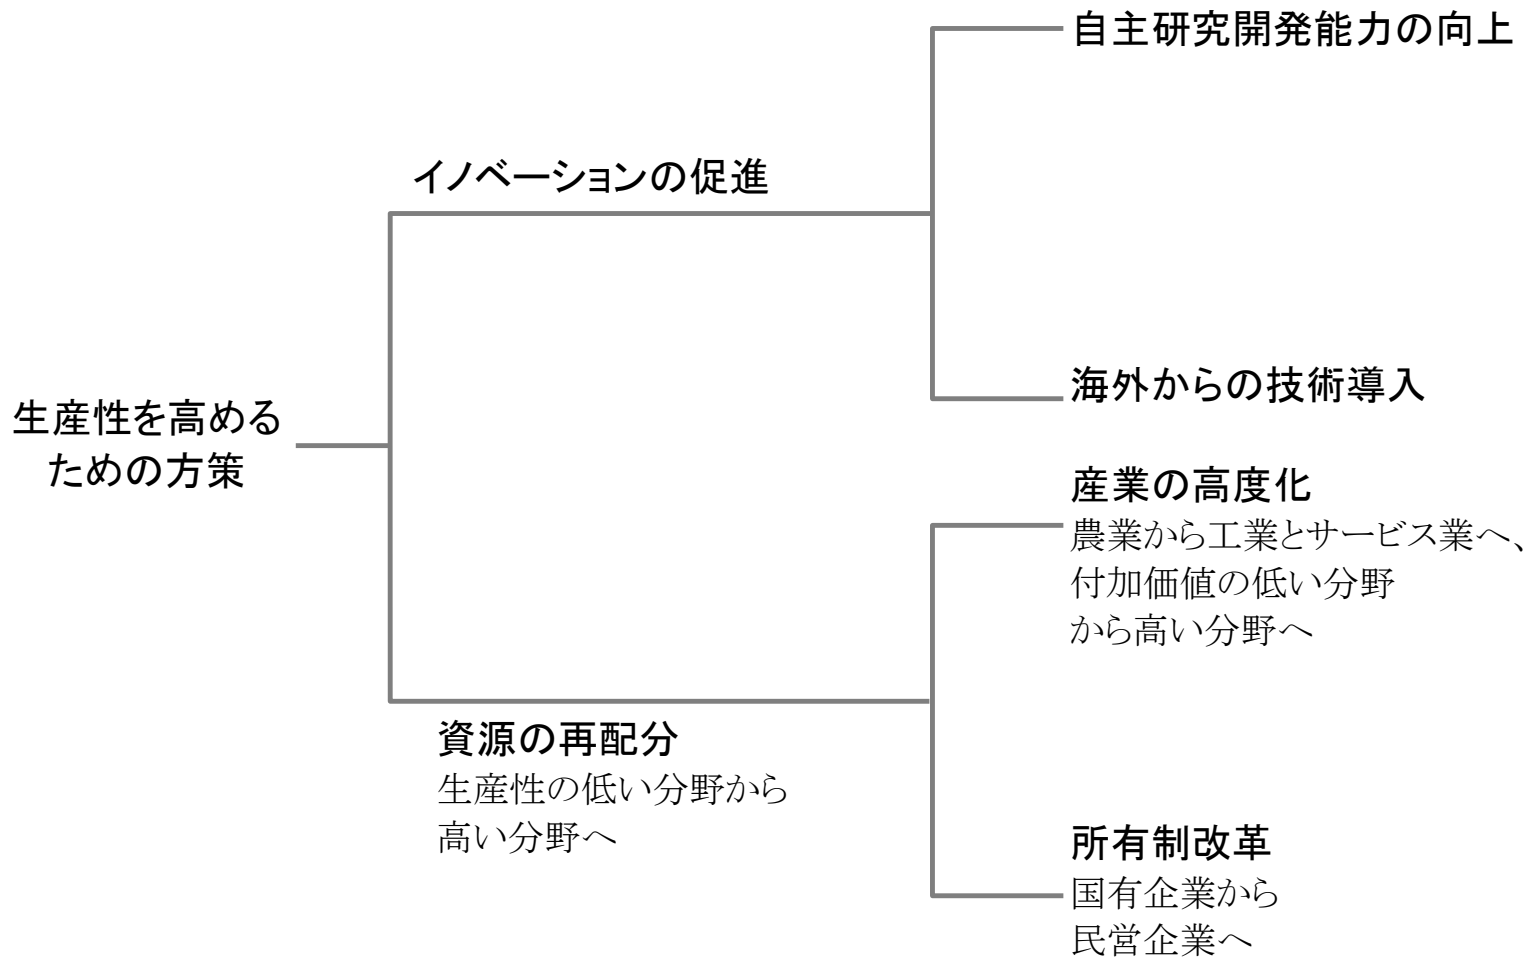 自主研究開発能力の向上
イノベーションの促進
海外からの技術導入
生産性を高める
ための方策
産業の高度化
農業から工業とサービス業へ、
付加価値の低い分野
から高い分野へ
資源の再配分
生産性の低い分野から
高い分野へ
所有制改革
国有企業から
民営企業へ